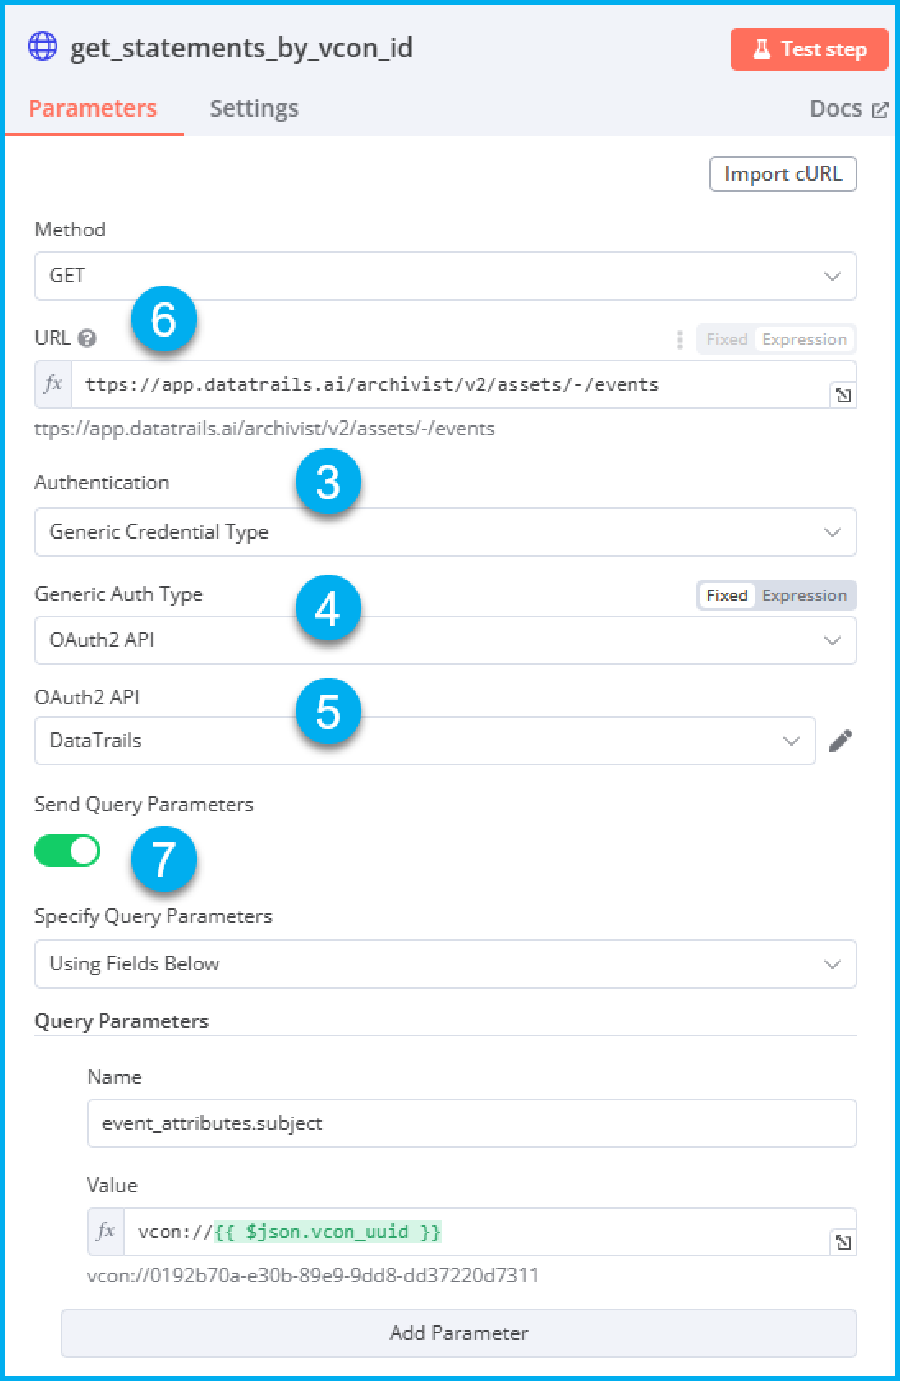 get_statements_by_vcon_id
Test step
Parameters
Settings
Docs
Import cURL
Method
GET
6
URL
Fixed
Expression
fx
ttps://app.datatrails.ai/archivist/v2/assets/-/events
ttps://app.datatrails.ai/archivist/v2/assets/-/events
Authentication
3
Generic Credential Type
Generic Auth Type
4
Fixed
Expression
OAuth2 API
OAuth2 API
5
DataTrails
Send Query Parameters
7
Specify Query Parameters
Using Fields Below
Query Parameters
Name
event_attributes.subject
Value
fx
vcon://{{ $json.vcon_uuid }}
vcon://0192b70a-e30b-89e9-9dd8-dd37220d7311
Add Parameter